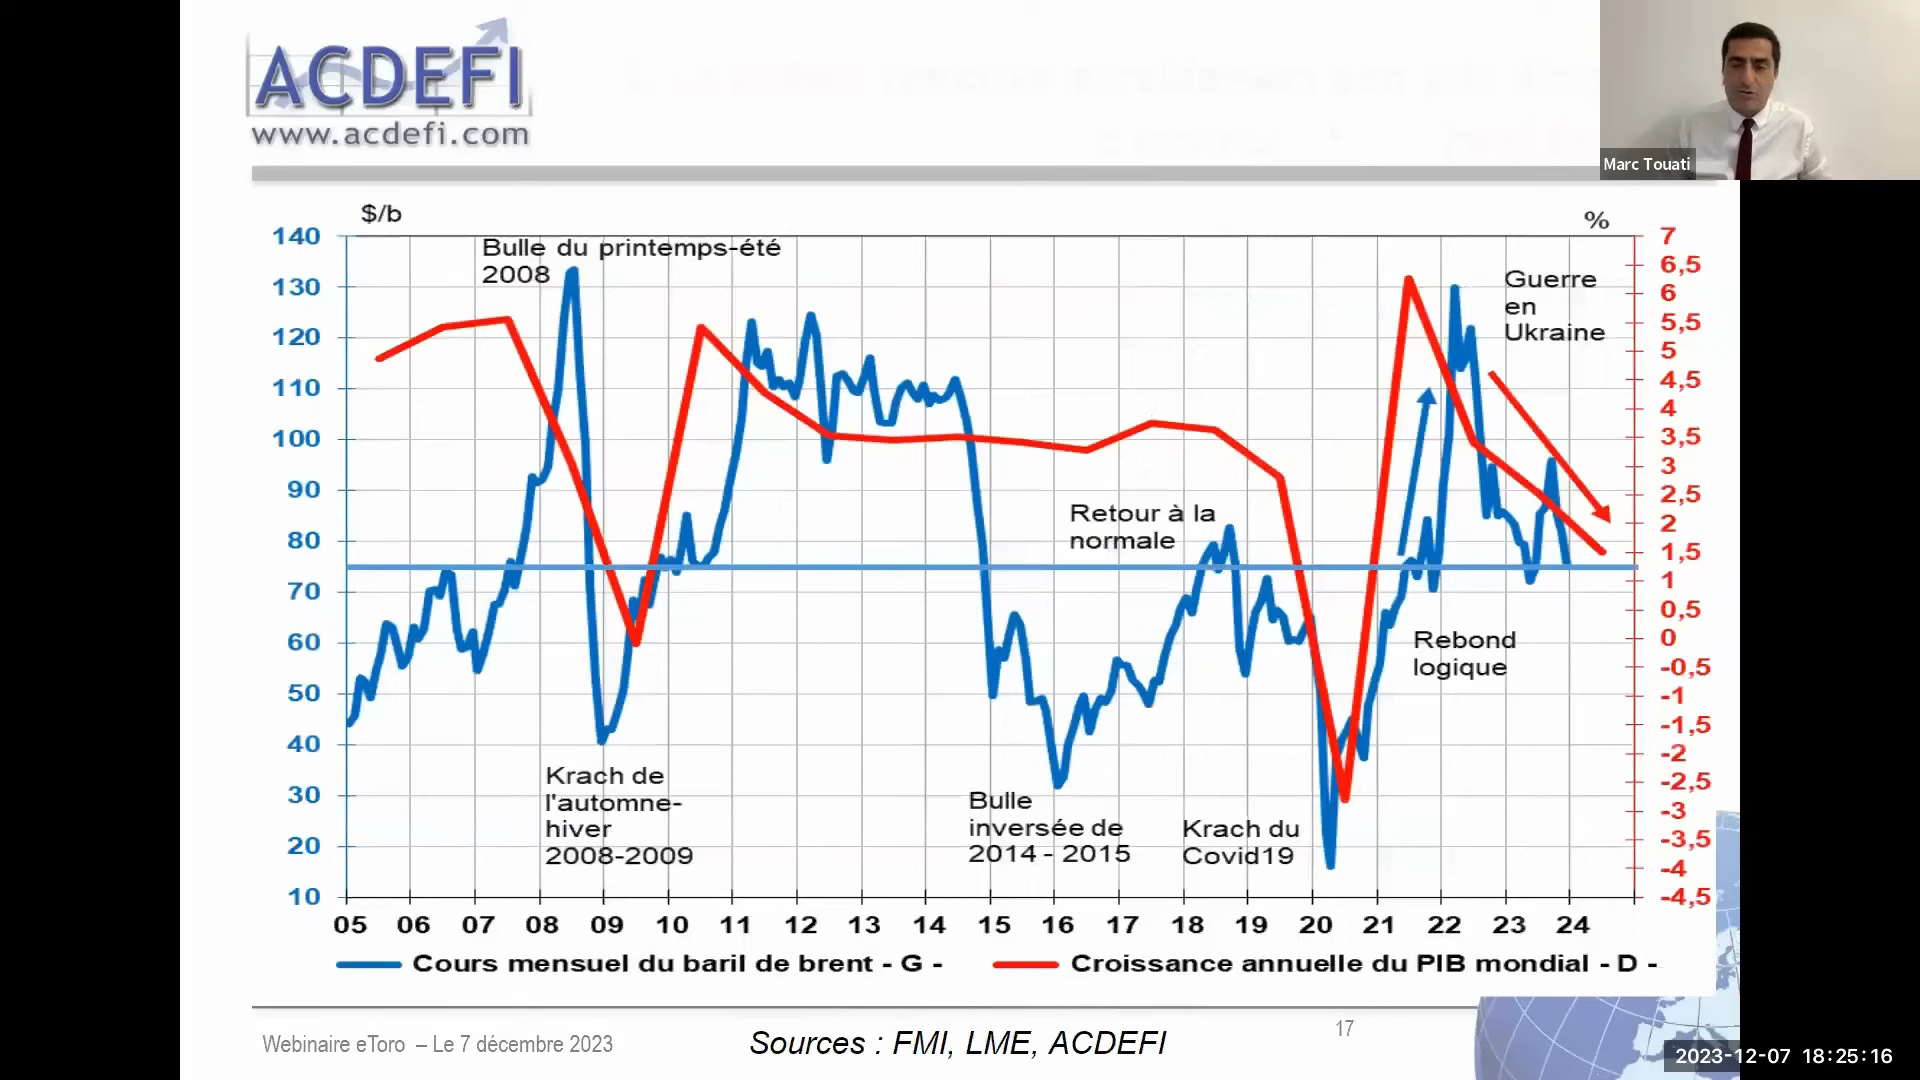 ACDEFI
www.acdefi.com
Marc Touati
$/b
%
140
130
120
110
100
90
80
70
60
50
40
30
20
10
7
6,5
6
5,5
5
4,5
4
3,5
3
2,5
2
1,5
1
0,5
0
-0,5
-1
-1,5
-2
-2,5
-3
-3,5
-4
-4,5
Bulle du printemps-été
2008
Guerre
en
Ukraine
Retour à la
normale
Rebond
logique
Krach de
l'automne-
hiver
2008-2009
Bulle
inversée de
2014 - 2015
Krach du
Covid19
05 06 07 08 09 10 11 12 13 14 15 16 17 18 19 20 21 22 23 24
Cours mensuel du baril de brent - G - Croissance annuelle du PIB mondial - D -
Webinaire eToro – Le 7 décembre 2023
Sources : FMI, LME, ACDEFI
17
2023-12-07 18:25:16